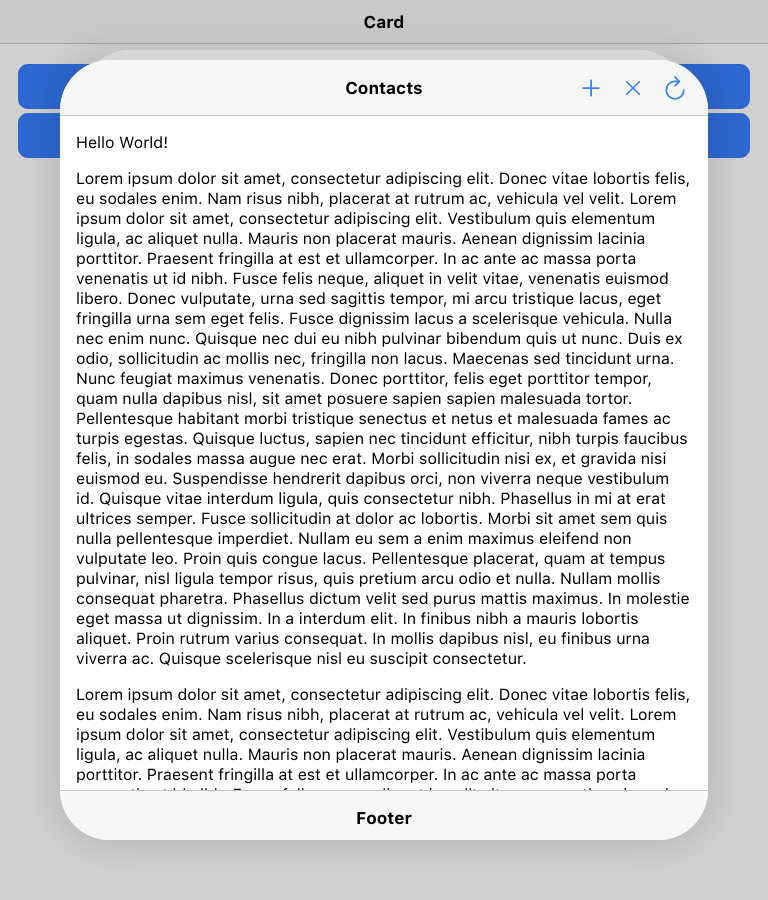 Card
Contacts
Hello World!
Lorem ipsum dolor sit amet, consectetur adipiscing elit. Donec vitae lobortis felis,
eu sodales enim. Nam risus nibh, placerat at rutrum ac, vehicula vel velit. Lorem
ipsum dolor sit amet, consectetur adipiscing elit. Vestibulum quis elementum
ligula, ac aliquet nulla. Mauris non placerat mauris. Aenean dignissim lacinia
porttitor. Praesent fringilla at est et ullamcorper. In ac ante ac massa porta
venenatis ut id nibh. Fusce felis neque, aliquet in velit vitae, venenatis euismod
libero. Donec vulputate, urna sed sagittis tempor, mi arcu tristique lacus, eget
fringilla urna sem eget felis. Fusce dignissim lacus a scelerisque vehicula. Nulla
nec enim nunc. Quisque nec dui eu nibh pulvinar bibendum quis ut nunc. Duis ex
odio, sollicitudin ac mollis nec, fringilla non lacus. Maecenas sed tincidunt urna.
Nunc feugiat maximus venenatis. Donec porttitor, felis eget porttitor tempor,
quam nulla dapibus nisl, sit amet posuere sapien sapien malesuada tortor.
Pellentesque habitant morbi tristique senectus et netus et malesuada fames ac
turpis egestas. Quisque luctus, sapien nec tincidunt efficitur, nibh turpis faucibus
felis, in sodales massa augue nec erat. Morbi sollicitudin nisi ex, et gravida nisi
euismod eu. Suspendisse hendrerit dapibus orci, non viverra neque vestibulum
id. Quisque vitae interdum ligula, quis consectetur nibh. Phasellus in mi at erat
ultrices semper. Fusce sollicitudin at dolor ac lobortis. Morbi sit amet sem quis
nulla pellentesque imperdiet. Nullam eu sem a enim maximus eleifend non
vulputate leo. Proin quis congue lacus. Pellentesque placerat, quam at tempus
pulvinar, nisl ligula tempor risus, quis pretium arcu odio et nulla. Nullam mollis
consequat pharetra. Phasellus dictum velit sed purus mattis maximus. In molestie
eget massa ut dignissim. In a interdum elit. In finibus nibh a mauris lobortis
aliquet. Proin rutrum varius consequat. In mollis dapibus nisl, eu finibus urna
viverra ac. Quisque scelerisque nisl eu suscipit consectetur.
Lorem ipsum dolor sit amet, consectetur adipiscing elit. Donec vitae lobortis felis,
eu sodales enim. Nam risus nibh, placerat at rutrum ac, vehicula vel velit. Lorem
ipsum dolor sit amet, consectetur adipiscing elit. Vestibulum quis elementum
ligula, ac aliquet nulla. Mauris non placerat mauris. Aenean dignissim lacinia
porttitor. Praesent fringilla at est et ullamcorper. In ac ante ac massa porta
Footer